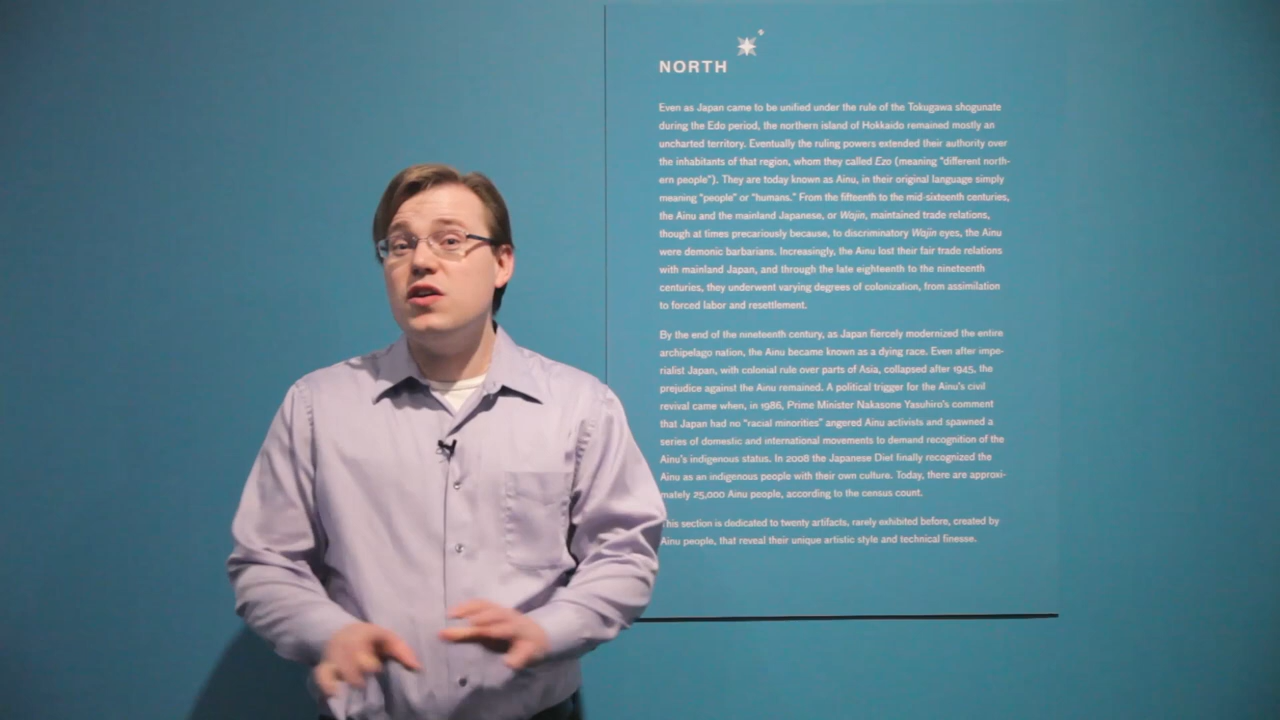 NORTH
Even as Japan came to be unified under the rule of the Tokugawa shogunate
during the Edo period, the northern island of Hokkaido remained mostly an
uncharted territory. Eventually the ruling powers extended their authority over
the inhabitants of that region, whom they called Ezo (meaning “different north-
ern people”). They are today known as Ainu, in their original language simply
meaning “people” or “humans.” From the fifteenth to the mid-sixteenth centuries,
the Ainu and the mainland Japanese, or Wajin, maintained trade relations,
though at times precariously because, to discriminatory Wajin eyes, the Ainu
were demonic barbarians. Increasingly, the Ainu lost their fair trade relations
with mainland Japan, and through the late eighteenth to the nineteenth
centuries, they underwent varying degrees of colonization, from assimilation
to forced labor and resettlement.
By the end of the nineteenth century, as Japan fiercely modernized the entire
archipelago nation, the Ainu became known as a dying race. Even after impe-
rialist Japan, with colonial rule over parts of Asia, collapsed after 1945, the
prejudice against the Ainu remained. A political trigger for the Ainu’s civil
revival came when, in 1986, Prime Minister Nakasone Yasuhiro’s comment
that Japan had no “racial minorities” angered Ainu activists and spawned a
series of domestic and international movements to demand recognition of the
Ainu’s indigenous status. In 2008 the Japanese Diet finally recognized the
Ainu as an indigenous people with their own culture. Today, there are approxi-
mately 25,000 Ainu people, according to the census count.
his section is dedicated to twenty artifacts, rarely exhibited before, created by
Ainu people, that reveal their unique artistic style and technical finesse.